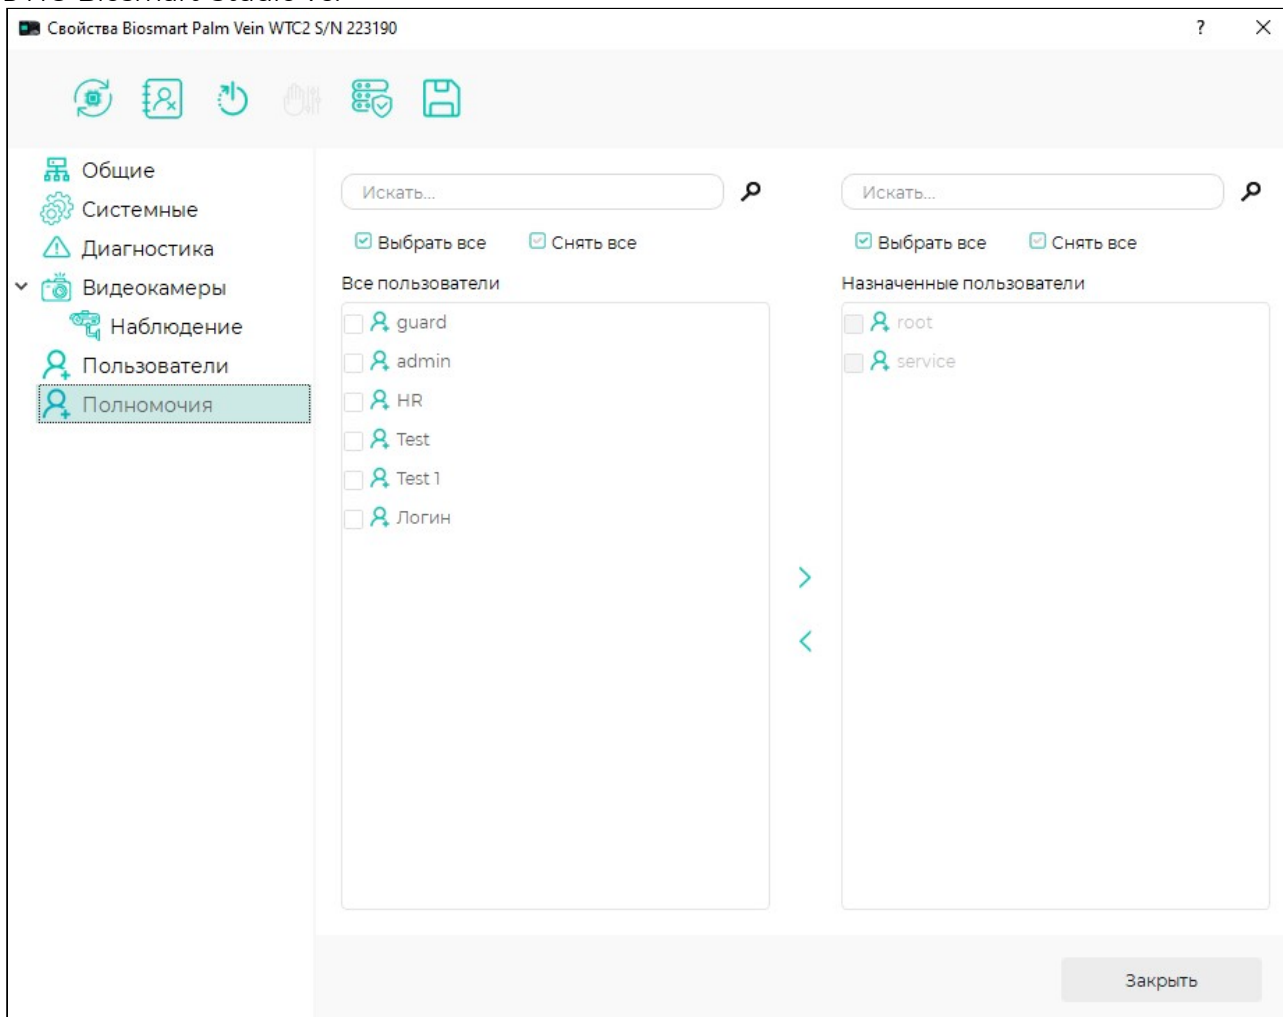 Свойства Biosmart Palm Vein WTC2 S/N 223190
?
Общие
Системные
Диагностика
Видеокамеры
Наблюдение
Пользователи
Полномочия
Искать...
Выбрать все Снять все
Все пользователи
guard
admin
HR
Test
Test 1
Логин
>
<
Искать...
Выбрать все Снять все
Назначенные пользователи
root
service
Закрыть